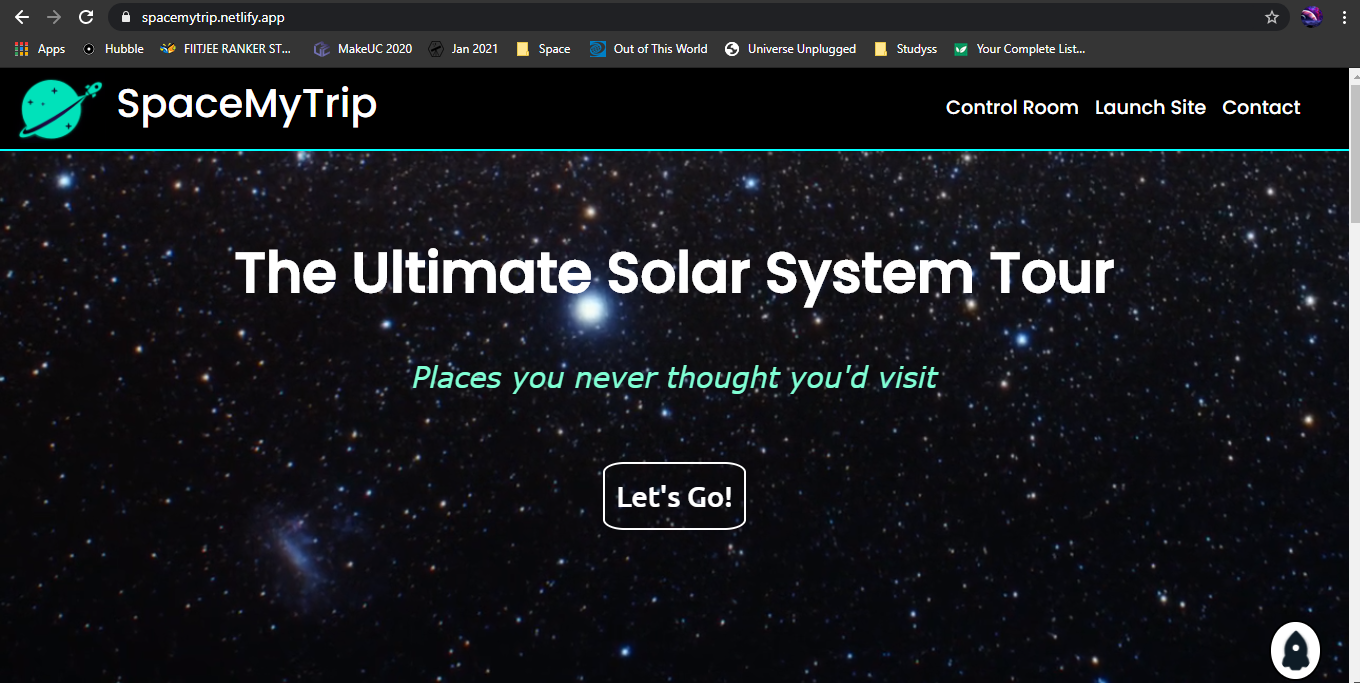 spacemytrip.netlify.app
Apps Hubble FIITJEE RANKER ST... MakeUC 2020 Jan 2021 Space Out of This World Universe Unplugged Studyss Your Complete List...
SpaceMyTrip Control Room Launch Site Contact
The Ultimate Solar System Tour
Places you never thought you'd visit
Let's Go!